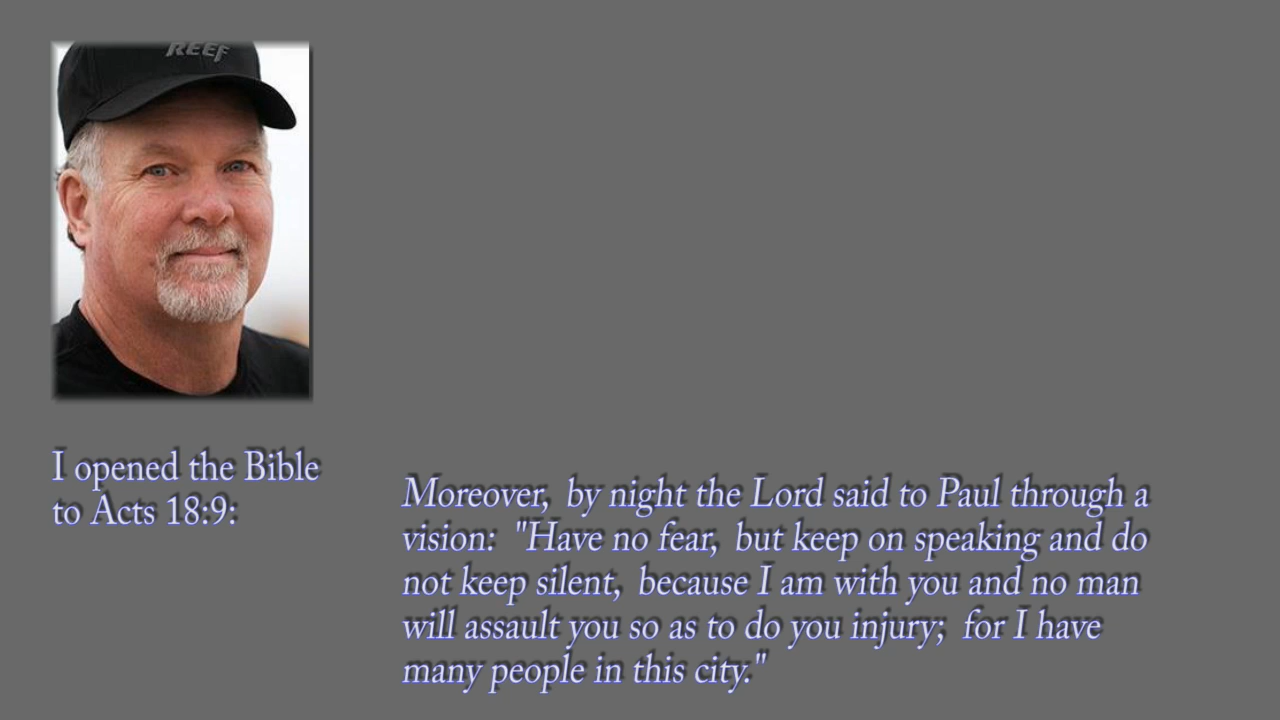 REEF
I opened the Bible
to Acts 18:9:
Moreover, by night the Lord said to Paul through a
vision: "Have no fear, but keep on speaking and do
not keep silent, because I am with you and no man
will assault you so as to do you injury; for I have
many people in this city."